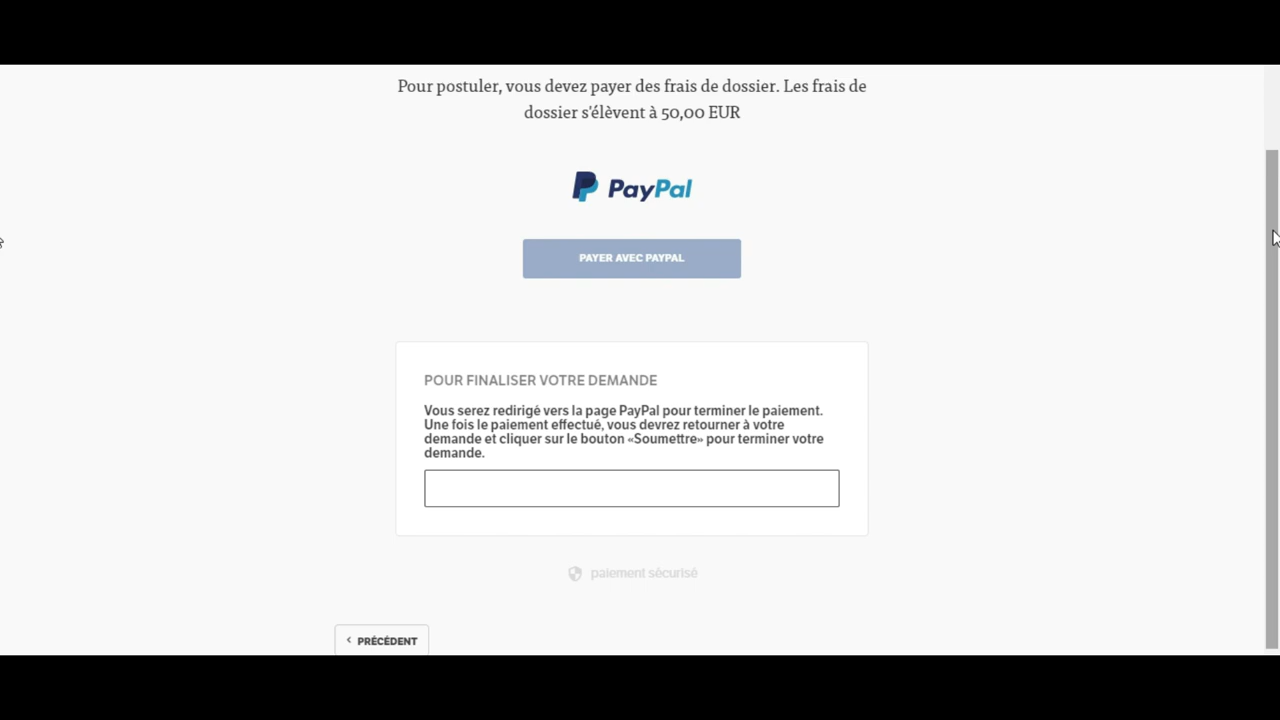 Pour postuler, vous devez payer des frais de dossier. Les frais de
dossier s'élèvent à 50,00 EUR
PayPal
PAYER AVEC PAYPAL
POUR FINALISER VOTRE DEMANDE
Vous serez redirigé vers la page PayPal pour terminer le paiement.
Une fois le paiement effectué, vous devrez retourner à votre
demande et cliquer sur le bouton «Soumettre» pour terminer votre
demande.
paiement sècurisé
‹ PRÉCÉDENT